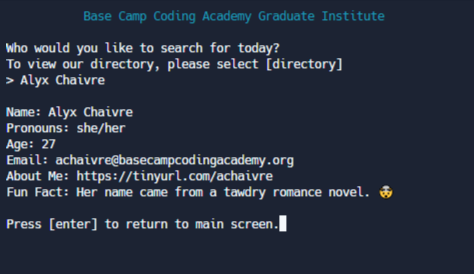 Base Camp Coding Academy Graduate Institute
Who would you like to search for today?
To view our directory, please select [directory]
> Alyx Chaivre
Name: Alyx Chaivre
Pronouns: she/her
Age: 27
Email: achaivre@basecampcodingacademy.org
About Me: https://tinyurl.com/achaivre
Fun Fact: Her name came from a tawdry romance novel. 🤯
Press [enter] to return to main screen.